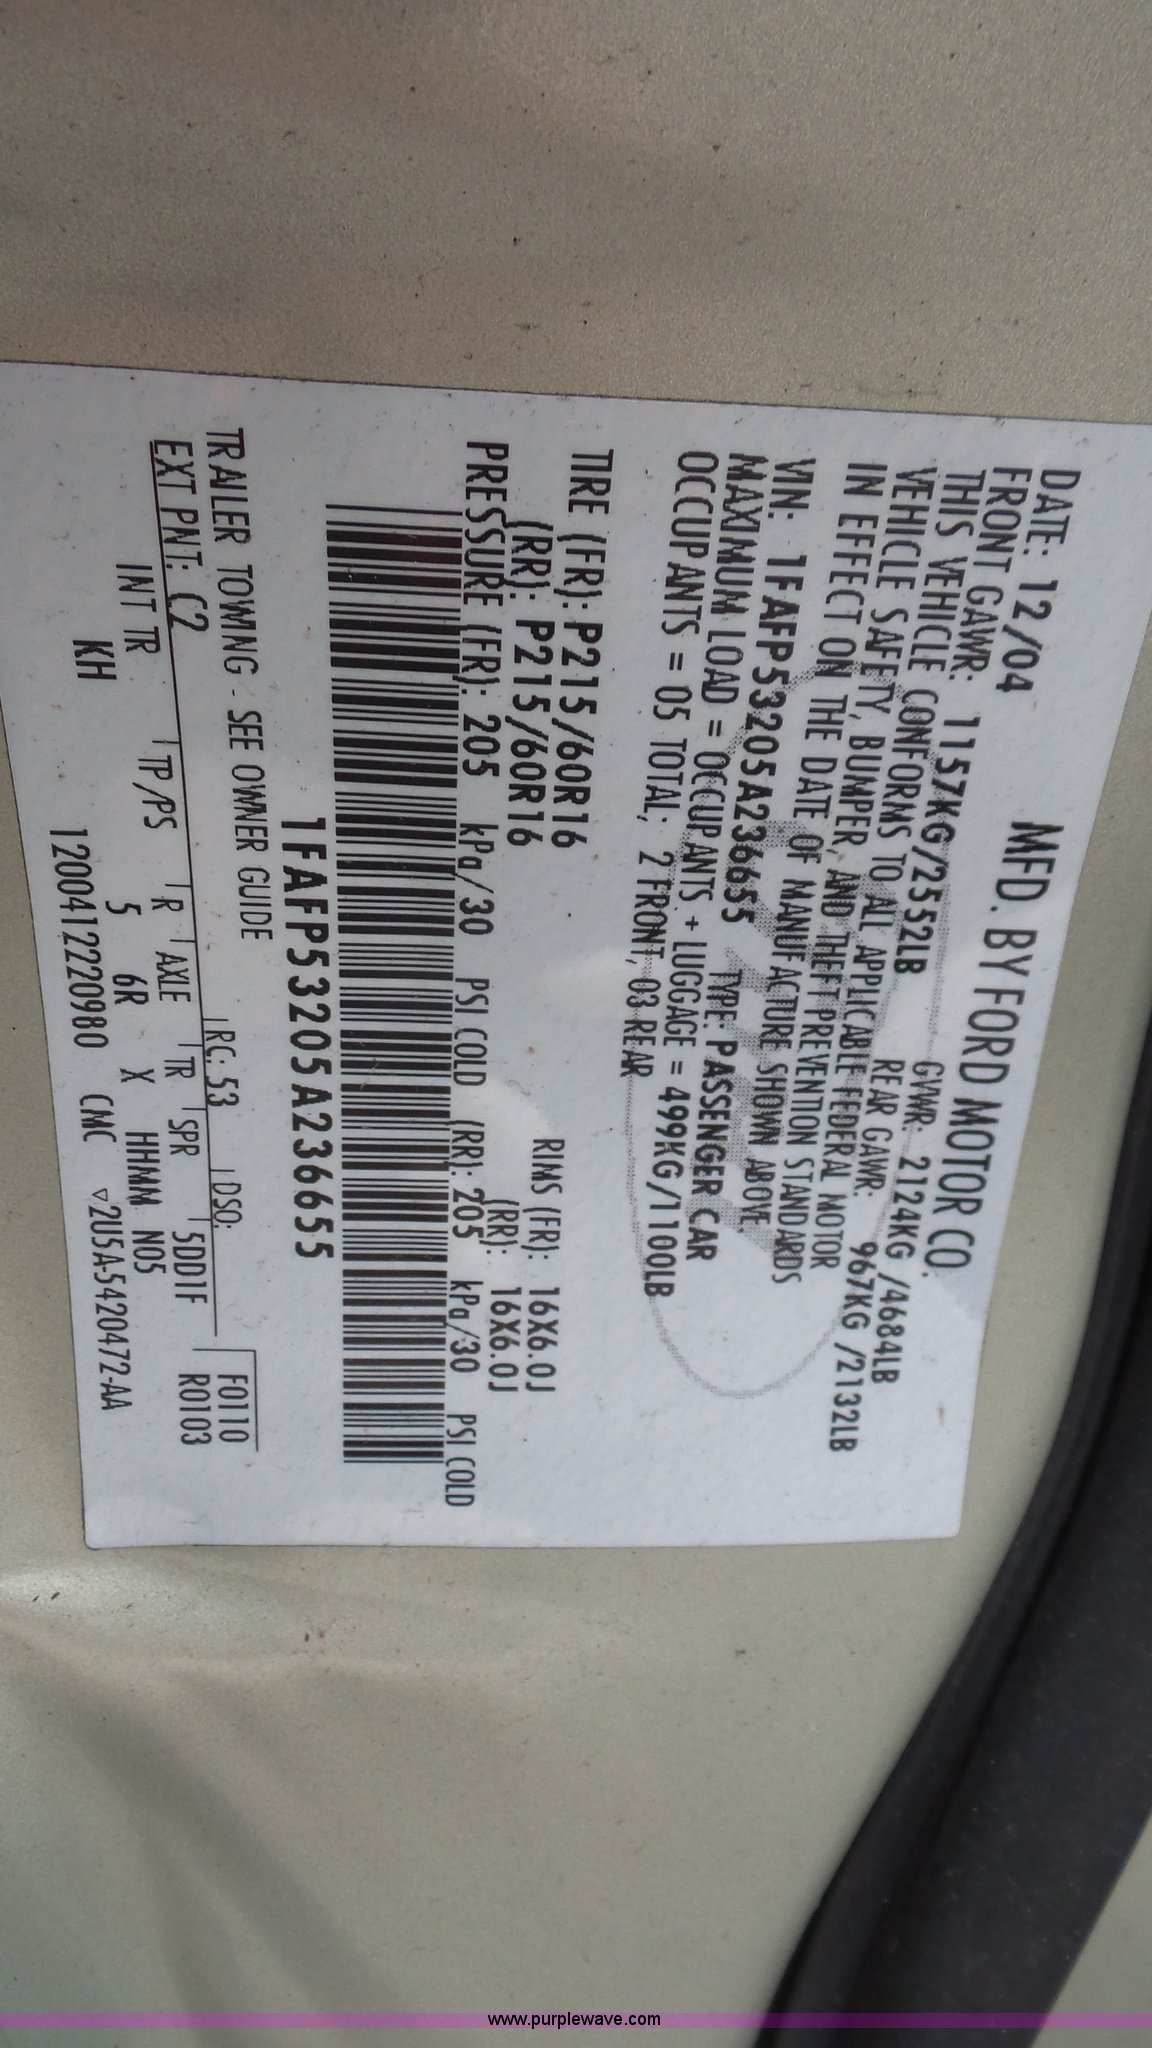 MFD. BY FORD MOTOR CO.
DATE: 12/04 GVWR: 2124KG /4684LB
FRONT GAWR: 1157KG/2552LB REAR GAWR: 967KG /2132LB
THIS VEHICLE CONFORMS TO ALL APPLICABLE FEDERAL MOTOR
VEHICLE SAFETY, BUMPER, AND THEFT PREVENTION STANDARDS
IN EFFECT ON THE DATE OF MANUFACTURE SHOWN ABOVE.
VIN: 1FAFP53205A236655 TYPE: PASSENGER CAR
MAXIMUM LOAD = OCCUPANTS + LUGGAGE = 499KG/1100LB
OCCUPANTS = 05 TOTAL; 2 FRONT, 03 REAR
TIRE (FR): P215/60R16 RIMS (FR): 16X6.0J
(RR): P215/60R16 (RR): 16X6.0J
PRESSURE (FR): 205 kPa/30 PSI COLD (RR): 205 kPa/30 PSI COLD
1FAFP53205A236655
TRAILER TOWING - SEE OWNER GUIDE
F0110
EXT PNT: C2 RC: 53 DSO: R0103
INT TR TP/PS R AXLE TR SPR 5DD1F
KH 5 6R X HHMM N05
1200412220980 CMC ▽2U5A-5420472-AA
www.purplewave.com